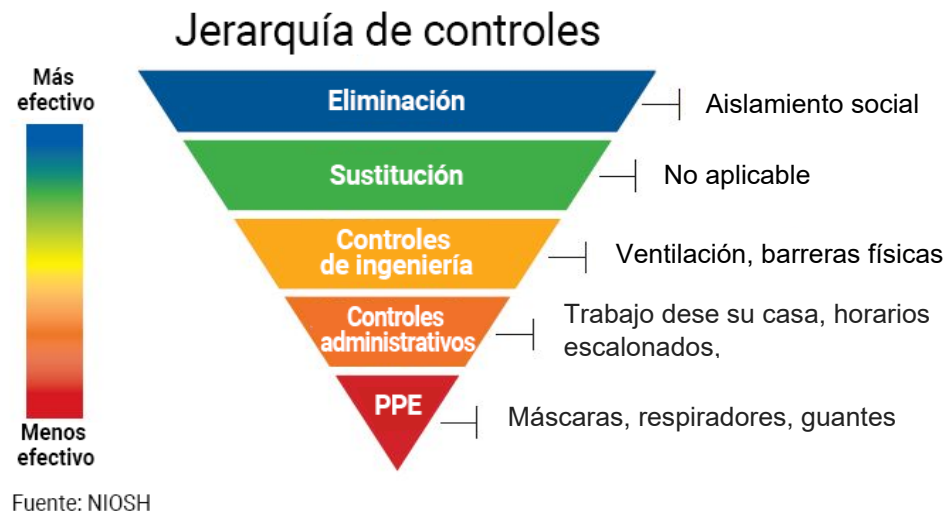 Jerarquía de controles
Más
efectivo
Eliminación
Aislamiento social
Sustitución
No aplicable
Controles
de ingeniería
Ventilación, barreras físicas
Controles
administrativos
Trabajo dese su casa, horarios
escalonados,
PPE
Máscaras, respiradores, guantes
Menos
efectivo
Fuente: NIOSH